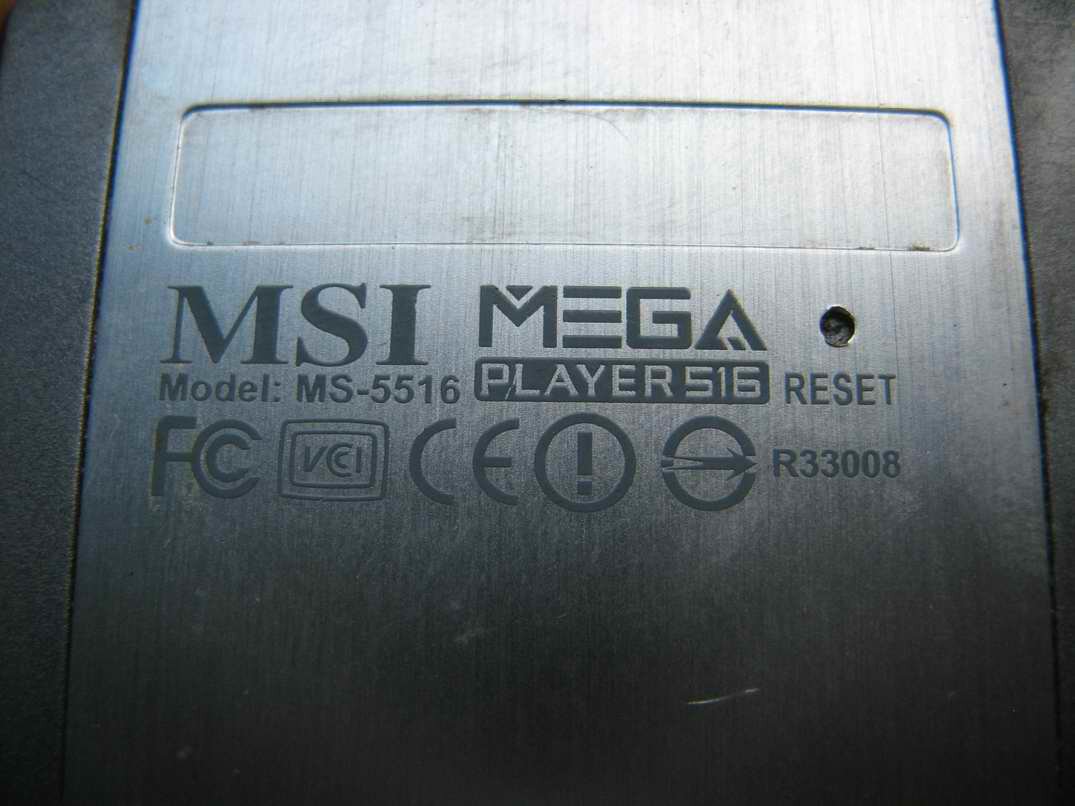 MSI MEGA
Model: MS-5516 PLAYER 516 RESET
FC VCI CE ! R33008